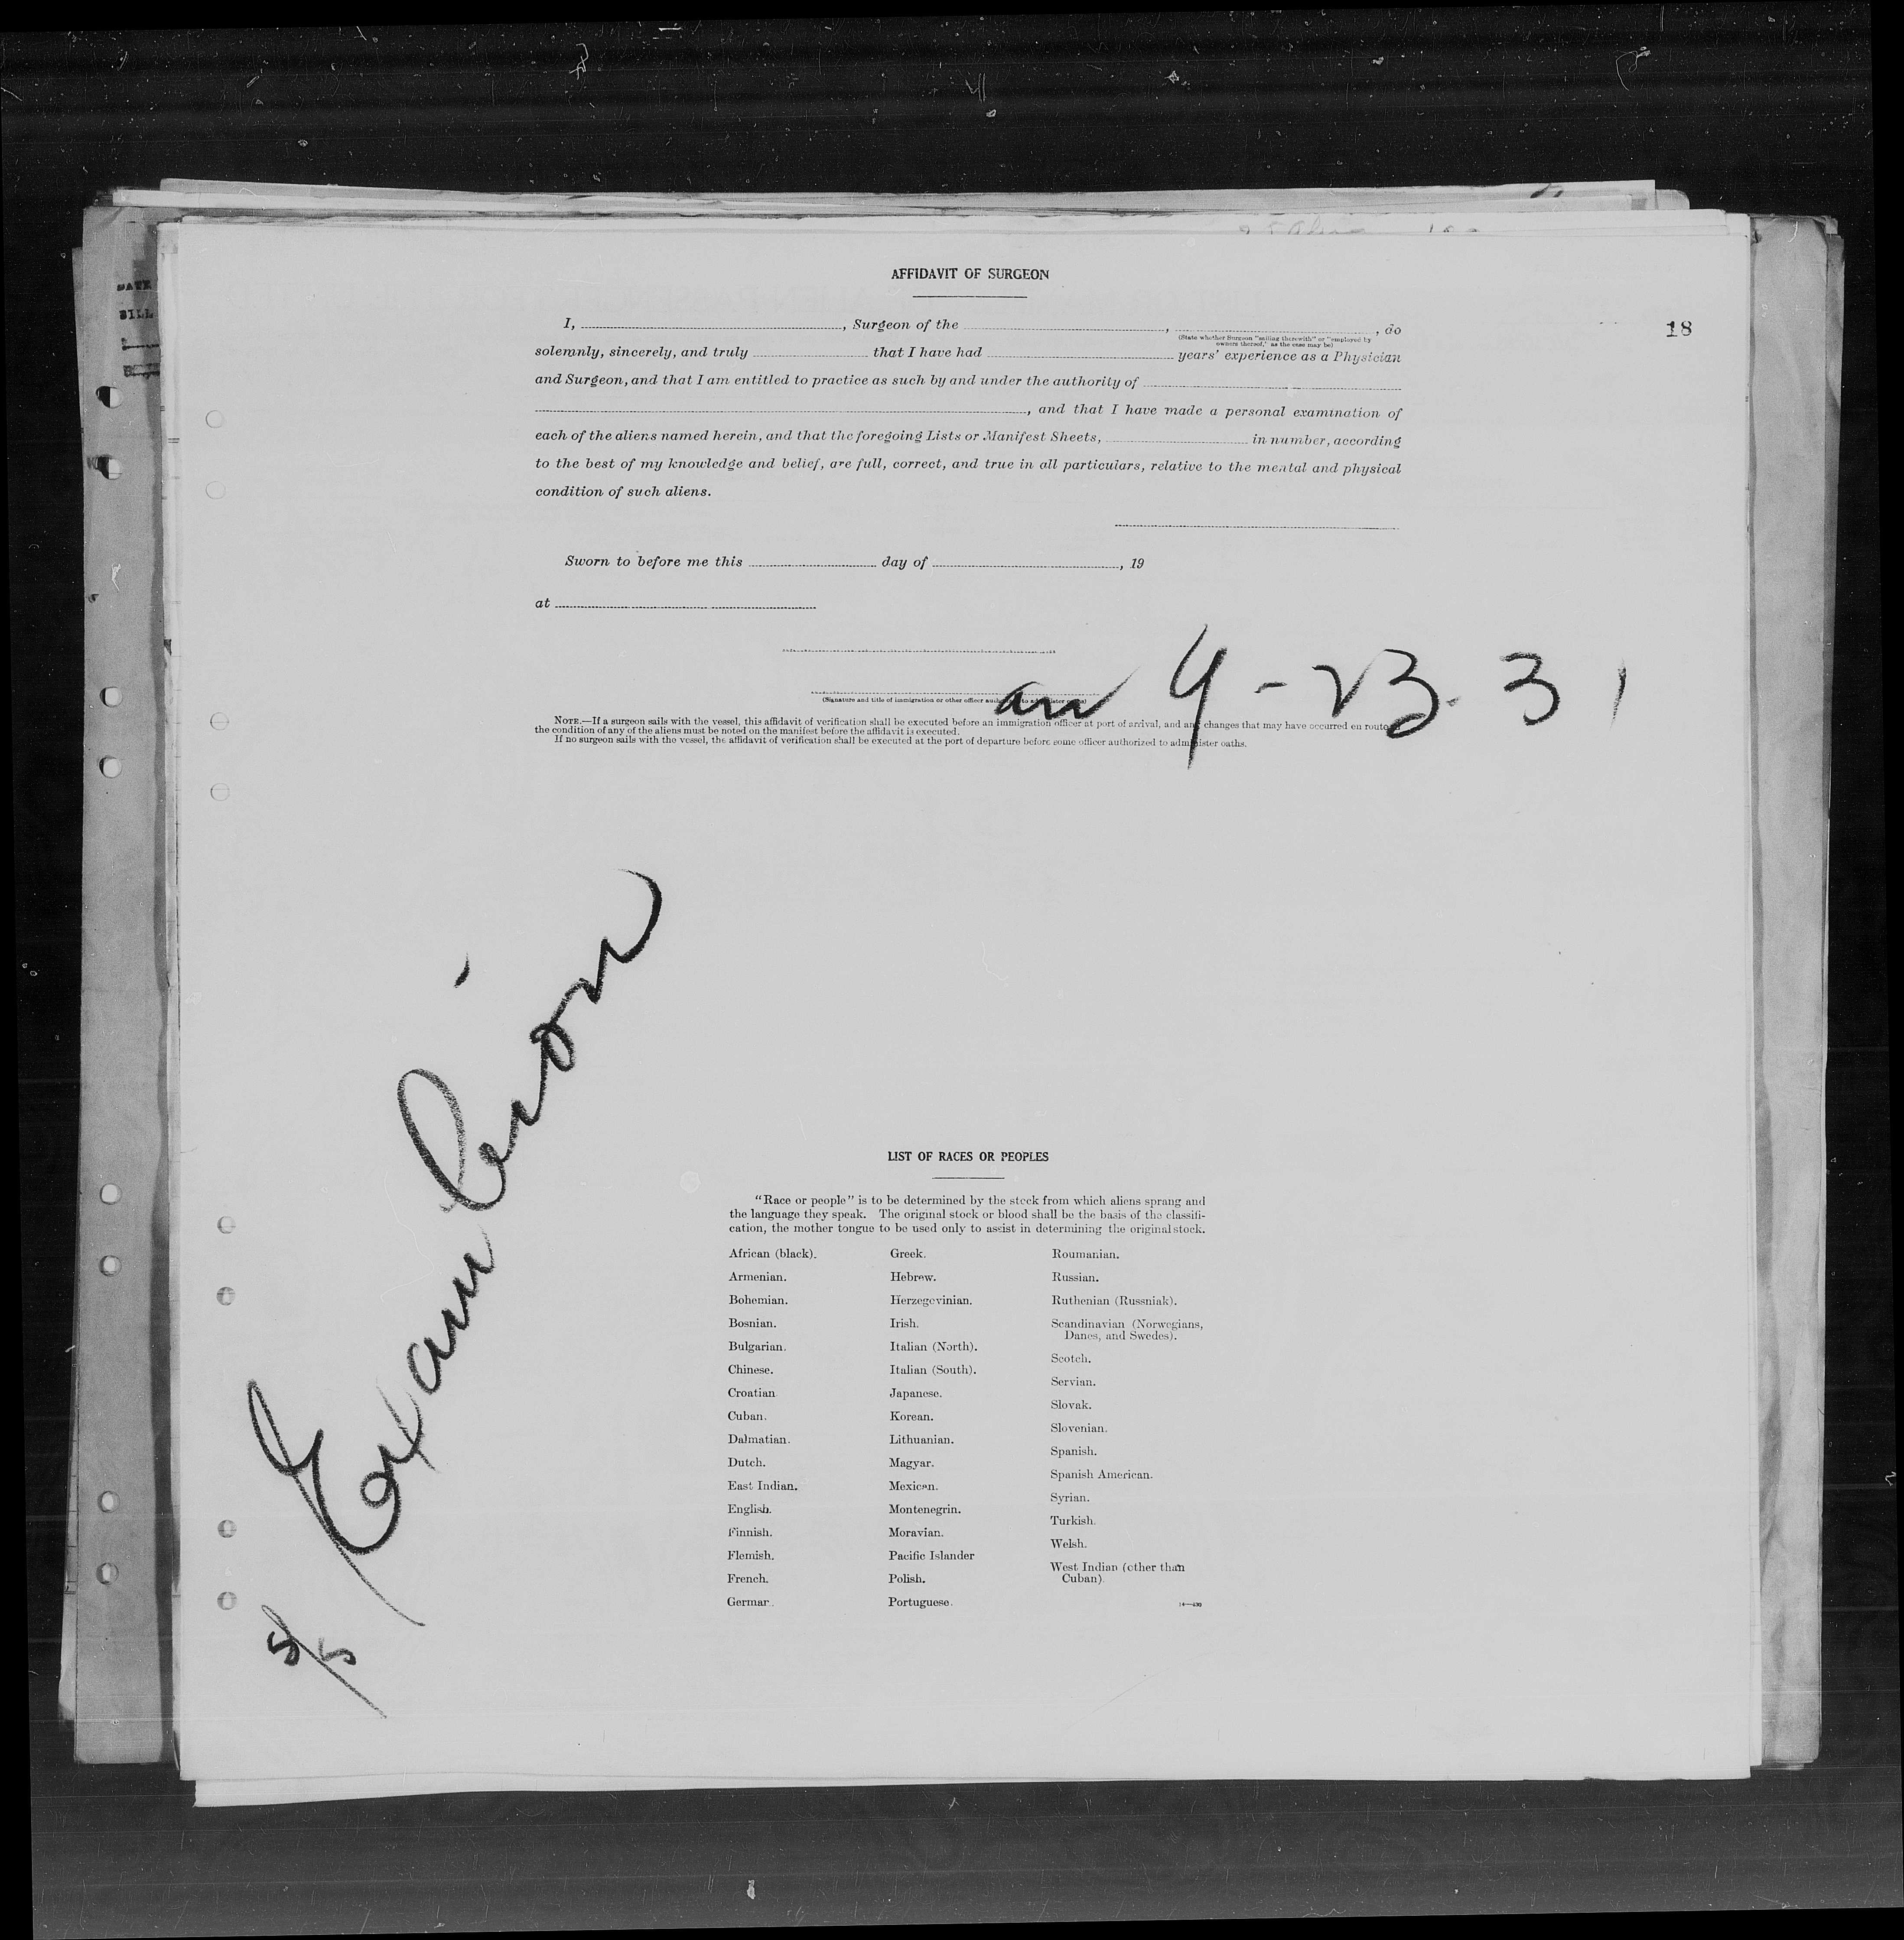 AFFIDAVIT OF SURGEON
18
I, , Surgeon of the , , do
(State whether Surgeon "sailing therewith" or "employed by
owners thereof," as the case may be)
solemnly, sincerely, and truly that I have had years' experience as a Physician
and Surgeon, and that I am entitled to practice as such by and under the authority of
, and that I have made a personal examination of
each of the aliens named herein, and that the foregoing Lists or Manifest Sheets, in number, according
to the best of my knowledge and belief, are full, correct, and true in all particulars, relative to the mental and physical
condition of such aliens.
Sworn to before me this day of , 19
at
arr 9-23-31
(Signature and title of immigration or other officer authorized to administer oaths)
NOTE.—If a surgeon sails with the vessel, this affidavit of verification shall be executed before an immigration officer at port of arrival, and any changes that may have occurred en route
the condition of any of the aliens must be noted on the manifest before the affidavit is executed.
If no surgeon sails with the vessel, the affidavit of verification shall be executed at the port of departure before some officer authorized to administer oaths.
DATE
BILL
S/S
LIST OF RACES OR PEOPLES
"Race or people" is to be determined by the stock from which aliens sprang and
the language they speak. The original stock or blood shall be the basis of the classifi-
cation, the mother tongue to be used only to assist in determining the original stock.
African (black).
Armenian.
Bohemian.
Bosnian.
Bulgarian.
Chinese.
Croatian
Cuban.
Dalmatian.
Dutch.
East Indian.
English.
Finnish.
Flemish.
French.
German.
Greek.
Hebrew.
Herzegovinian.
Irish.
Italian (North).
Italian (South).
Japanese.
Korean.
Lithuanian.
Magyar.
Mexican.
Montenegrin.
Moravian.
Pacific Islander
Polish.
Portuguese.
Roumanian.
Russian.
Ruthenian (Russniak).
Scandinavian (Norwegians,
Danes, and Swedes).
Scotch.
Servian.
Slovak.
Slovenian.
Spanish.
Spanish American.
Syrian.
Turkish.
Welsh.
West Indian (other than
Cuban).